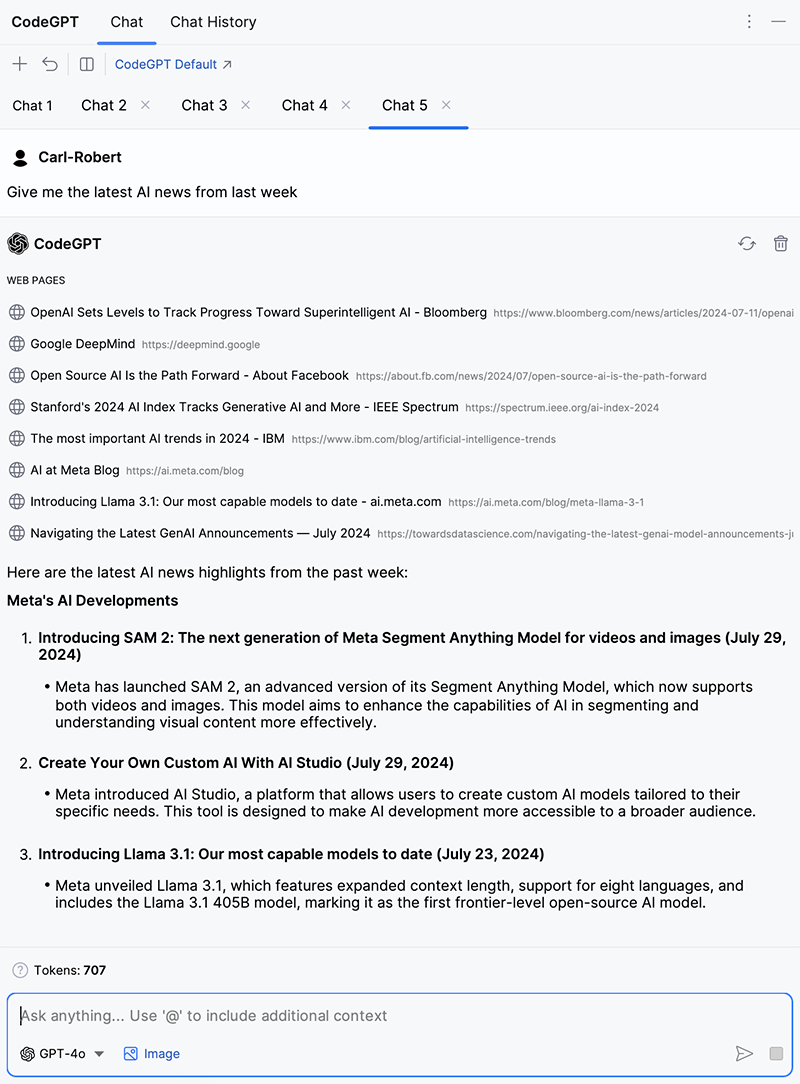 CodeGPT Chat Chat History
CodeGPT Default ↗
Chat 1 Chat 2 × Chat 3 × Chat 4 × Chat 5 ×
Carl-Robert
Give me the latest AI news from last week
CodeGPT
WEB PAGES
OpenAI Sets Levels to Track Progress Toward Superintelligent AI - Bloomberg https://www.bloomberg.com/news/articles/2024-07-11/openai
Google DeepMind https://deepmind.google
Open Source AI Is the Path Forward - About Facebook https://about.fb.com/news/2024/07/open-source-ai-is-the-path-forward
Stanford's 2024 AI Index Tracks Generative AI and More - IEEE Spectrum https://spectrum.ieee.org/ai-index-2024
The most important AI trends in 2024 - IBM https://www.ibm.com/blog/artificial-intelligence-trends
AI at Meta Blog https://ai.meta.com/blog
Introducing Llama 3.1: Our most capable models to date - ai.meta.com https://ai.meta.com/blog/meta-llama-3-1
Navigating the Latest GenAI Announcements — July 2024 https://towardsdatascience.com/navigating-the-latest-genai-model-announcements-ju
Here are the latest AI news highlights from the past week:
Meta's AI Developments
1. Introducing SAM 2: The next generation of Meta Segment Anything Model for videos and images (July 29,
2024)
• Meta has launched SAM 2, an advanced version of its Segment Anything Model, which now supports
both videos and images. This model aims to enhance the capabilities of AI in segmenting and
understanding visual content more effectively.
2. Create Your Own Custom AI With AI Studio (July 29, 2024)
• Meta introduced AI Studio, a platform that allows users to create custom AI models tailored to their
specific needs. This tool is designed to make AI development more accessible to a broader audience.
3. Introducing Llama 3.1: Our most capable models to date (July 23, 2024)
• Meta unveiled Llama 3.1, which features expanded context length, support for eight languages, and
includes the Llama 3.1 405B model, marking it as the first frontier-level open-source AI model.
? Tokens: 707
Ask anything... Use '@' to include additional context
GPT-4o Image